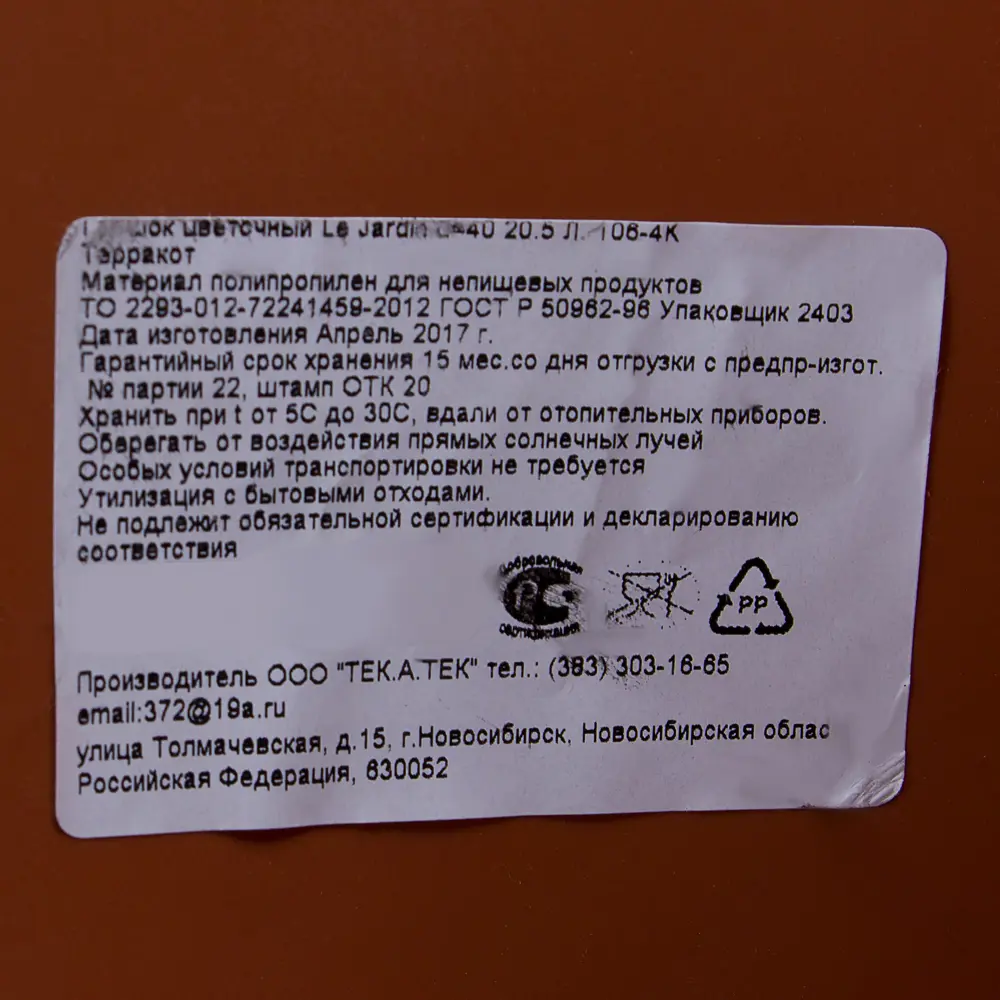 цветочный Le Jardin d=40 20.5 Л. 106-4К
Терракот
Материал полипропилен для непищевых продуктов
ТО 2293-012-72241459-2012 ГОСТ Р 50962-96 Упаковщик 2403
Дата изготовления Апрель 2017 г.
Гарантийный срок хранения 15 мес.со дня отгрузки с предпр-изгот.
№ партии 22, штамп ОТК 20
Хранить при t от 5С до 30С, вдали от отопительных приборов.
Оберегать от воздействия прямых солнечных лучей
Особых условий транспортировки не требуется
Утилизация с бытовыми отходами.
Не подлежит обязательной сертификации и декларированию
соответствия
добровольная
сертификация
PP
Производитель ООО "ТЕК.А.ТЕК" тел.: (383) 303-16-65
email:372@19a.ru
улица Толмачевская, д.15, г.Новосибирск, Новосибирская облас
Российская Федерация, 630052